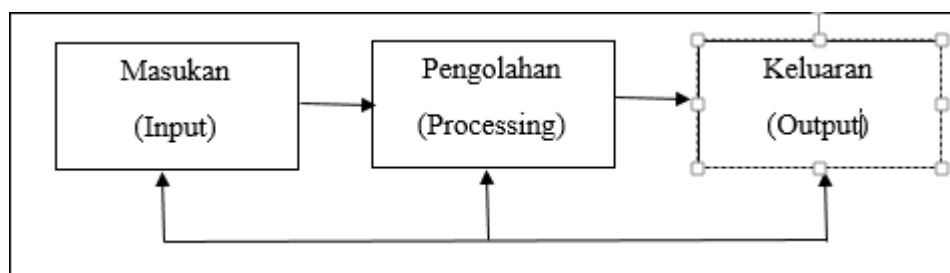 Masukan
(Input)
Pengolahan
(Processing)
Keluaran
(Output)